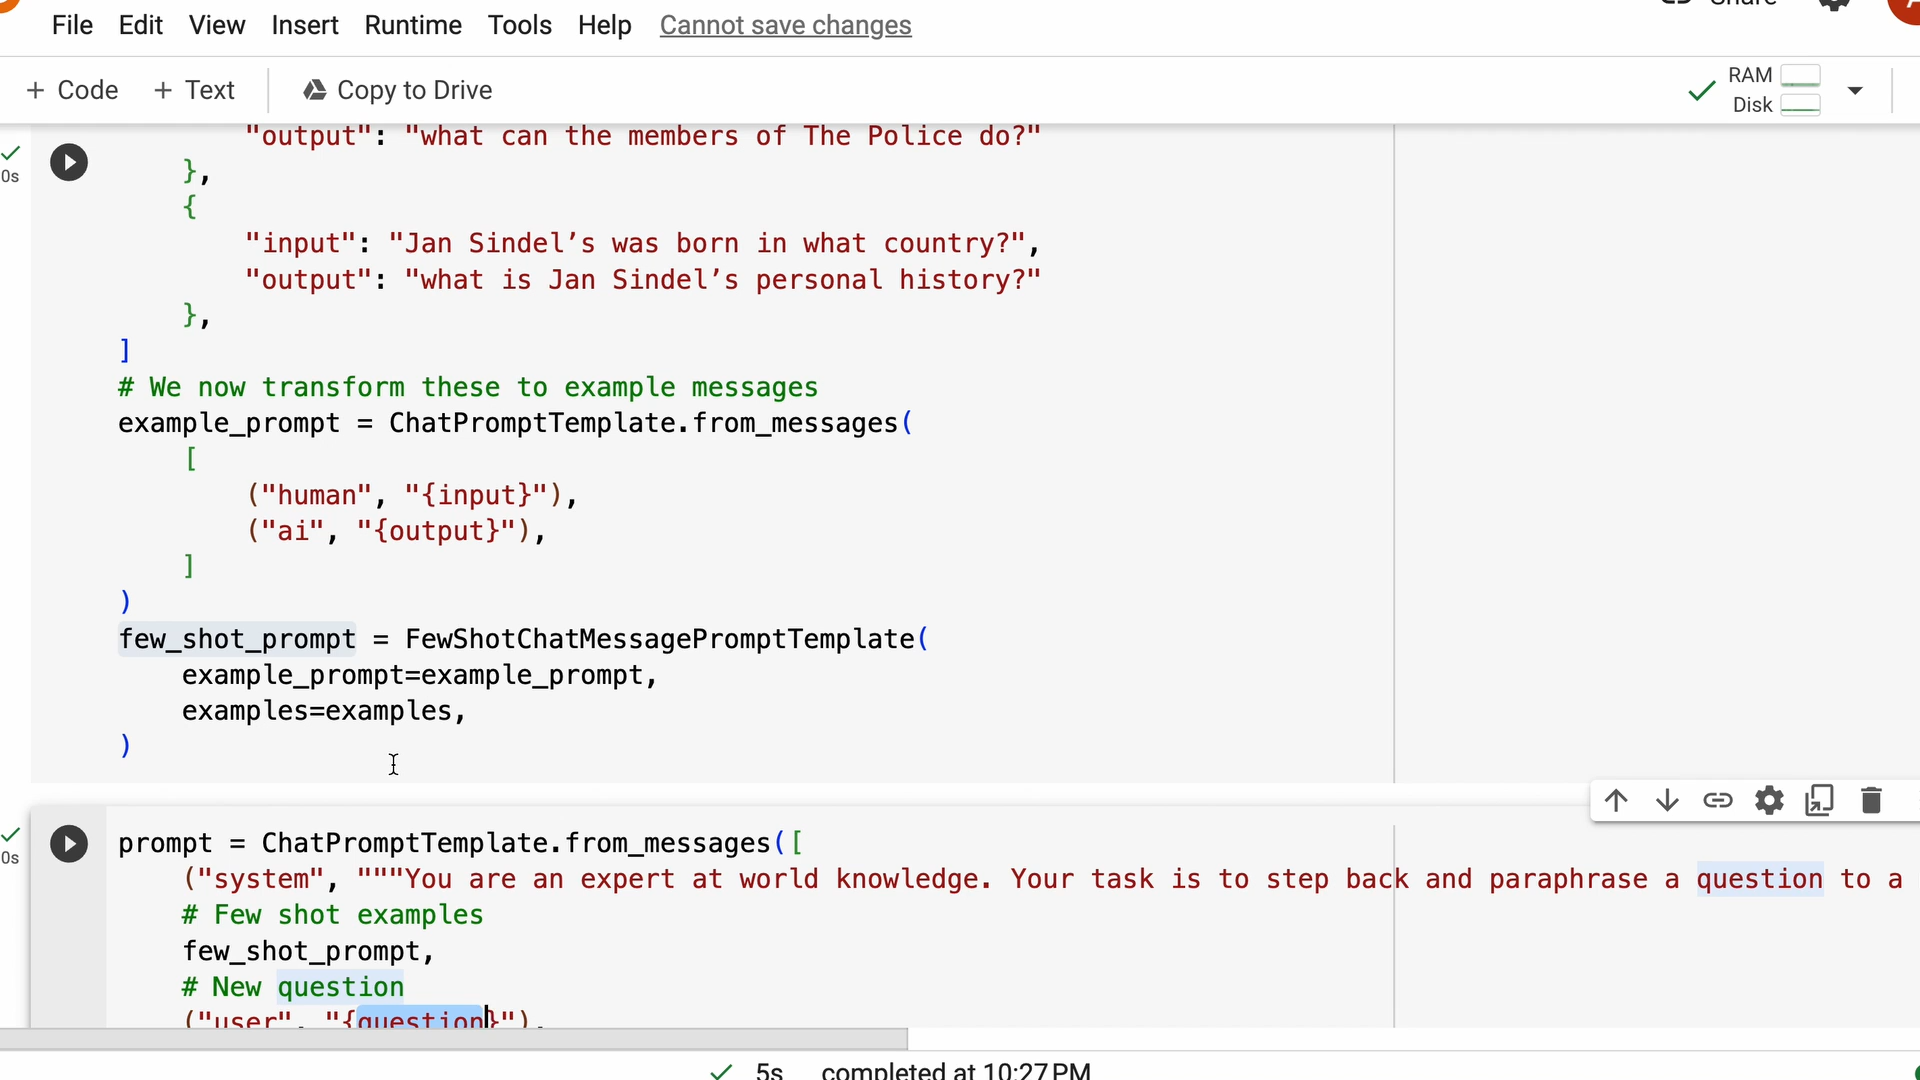 Share
File Edit View Insert Runtime Tools Help Cannot save changes
+ Code + Text Copy to Drive
RAM
Disk
"output": "what can the members of The Police do?"
0s
},
{
"input": "Jan Sindel’s was born in what country?",
"output": "what is Jan Sindel’s personal history?"
},
]
# We now transform these to example messages
example_prompt = ChatPromptTemplate.from_messages(
[
("human", "{input}"),
("ai", "{output}"),
]
)
few_shot_prompt = FewShotChatMessagePromptTemplate(
example_prompt=example_prompt,
examples=examples,
)
prompt = ChatPromptTemplate.from_messages([
0s
("system", """You are an expert at world knowledge. Your task is to step back and paraphrase a question to a
# Few shot examples
few_shot_prompt,
# New question
("user", "{question}"),
5s completed at 10:27 PM